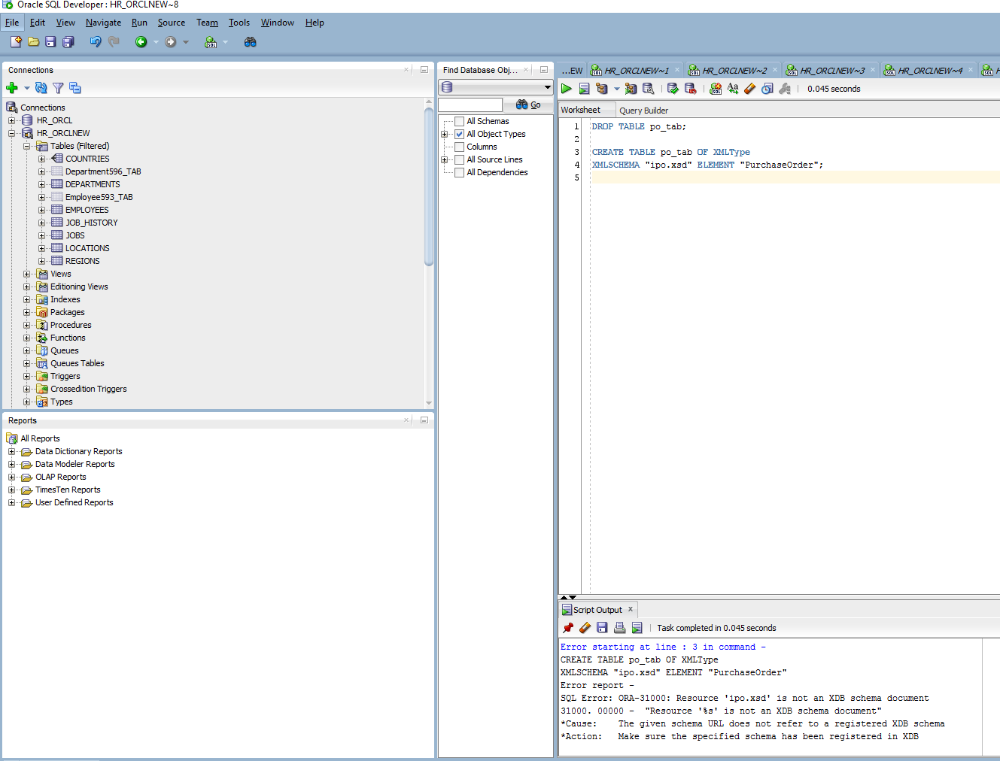 Oracle SQL Developer : HR_ORCLNEW~8
File Edit View Navigate Run Source Team Tools Window Help
Connections
Connections
HR_ORCL
HR_ORCLNEW
Tables (Filtered)
COUNTRIES
Department596_TAB
DEPARTMENTS
Employee593_TAB
EMPLOYEES
JOB_HISTORY
JOBS
LOCATIONS
REGIONS
Views
Editioning Views
Indexes
Packages
Procedures
Functions
Queues
Queues Tables
Triggers
Crossedition Triggers
Types
Reports
All Reports
Data Dictionary Reports
Data Modeler Reports
OLAP Reports
TimesTen Reports
User Defined Reports
Find Database Obj...
Go
All Schemas
All Object Types
Columns
All Source Lines
All Dependencies
...EW HR_ORCLNEW~1 HR_ORCLNEW~2 HR_ORCLNEW~3 HR_ORCLNEW~4
0.045 seconds
Worksheet Query Builder
1 DROP TABLE po_tab;
2
3 CREATE TABLE po_tab OF XMLType
4 XMLSCHEMA "ipo.xsd" ELEMENT "PurchaseOrder";
5
Script Output
Task completed in 0.045 seconds
Error starting at line : 3 in command -
CREATE TABLE po_tab OF XMLType
XMLSCHEMA "ipo.xsd" ELEMENT "PurchaseOrder"
Error report -
SQL Error: ORA-31000: Resource 'ipo.xsd' is not an XDB schema document
31000. 00000 - "Resource '%s' is not an XDB schema document"
*Cause: The given schema URL does not refer to a registered XDB schema
*Action: Make sure the specified schema has been registered in XDB